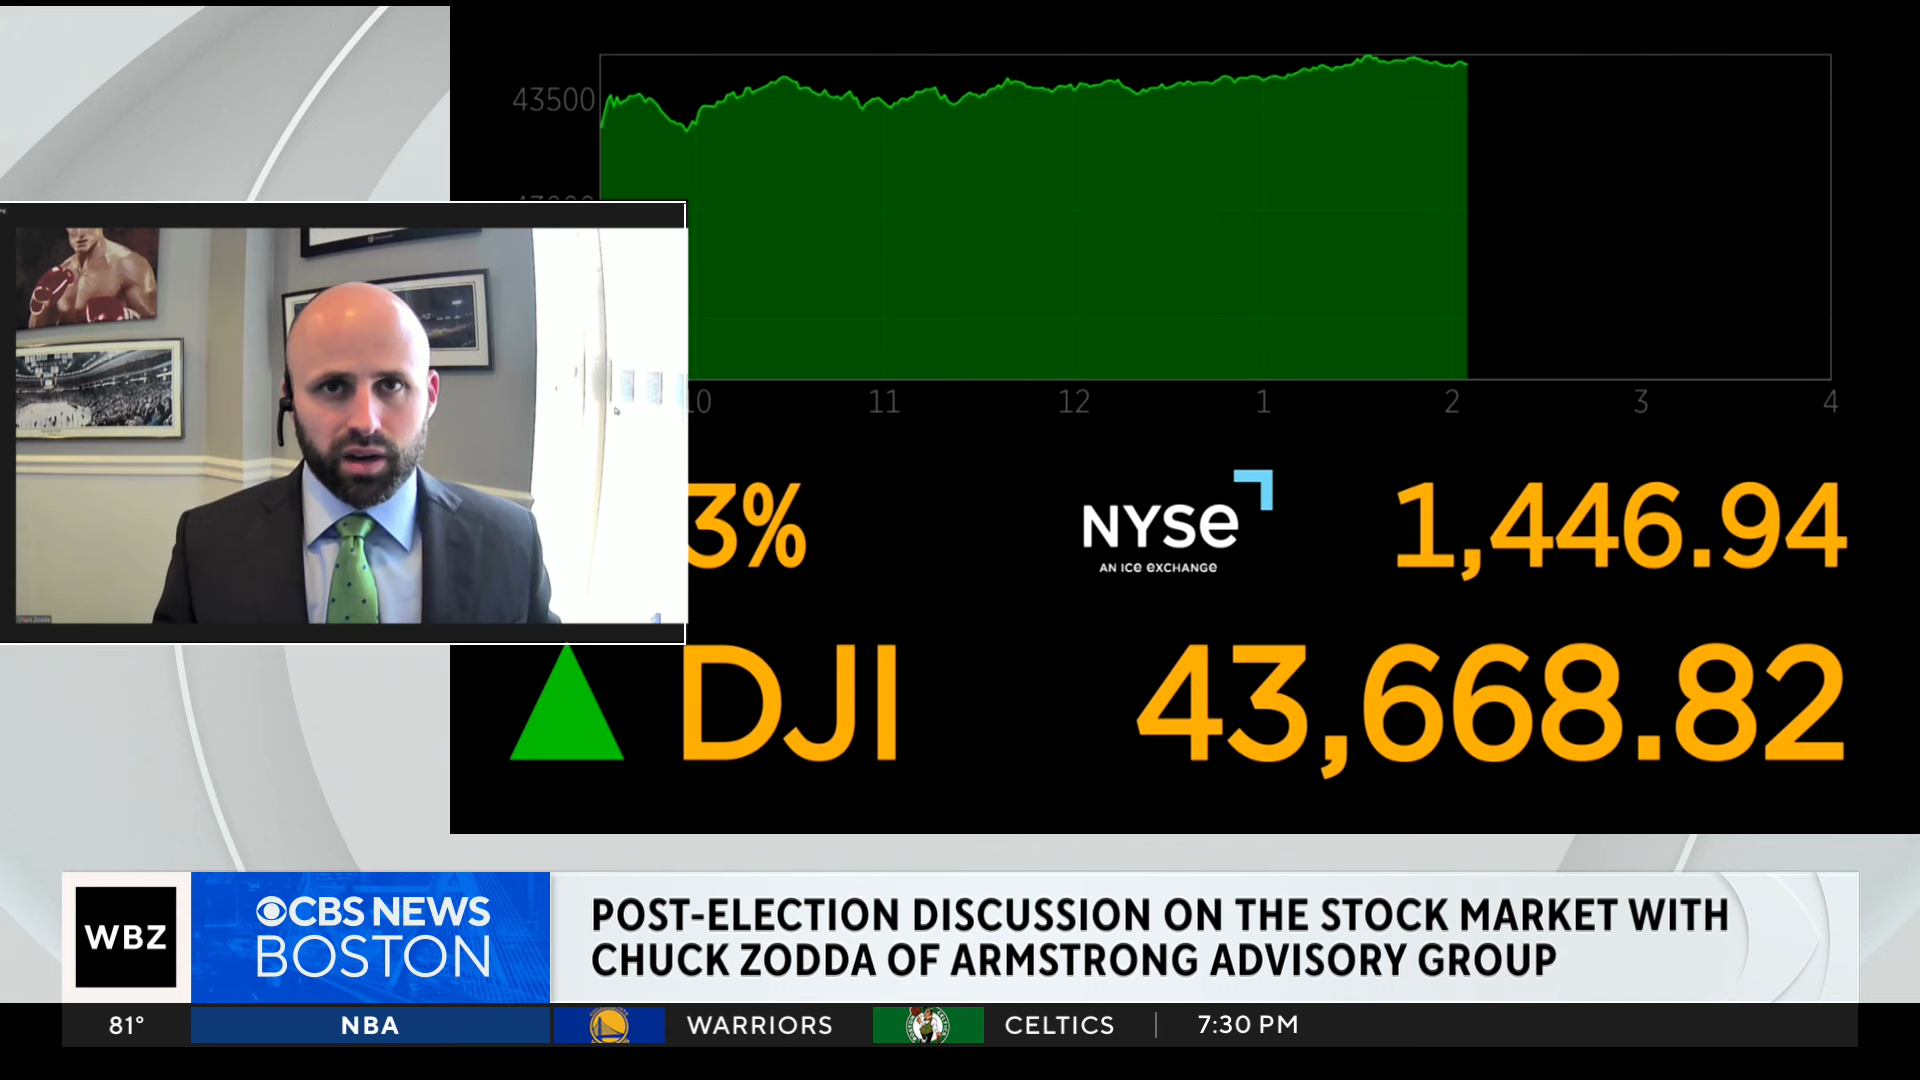 43500
11
12
1
2
3
4
3%
NYSE
AN ICE EXCHANGE
1,446.94
DJI
43,668.82
Chuck Zodda
WBZ
CBS NEWS
BOSTON
POST-ELECTION DISCUSSION ON THE STOCK MARKET WITH
CHUCK ZODDA OF ARMSTRONG ADVISORY GROUP
81°
NBA
WARRIORS
CELTICS
7:30 PM